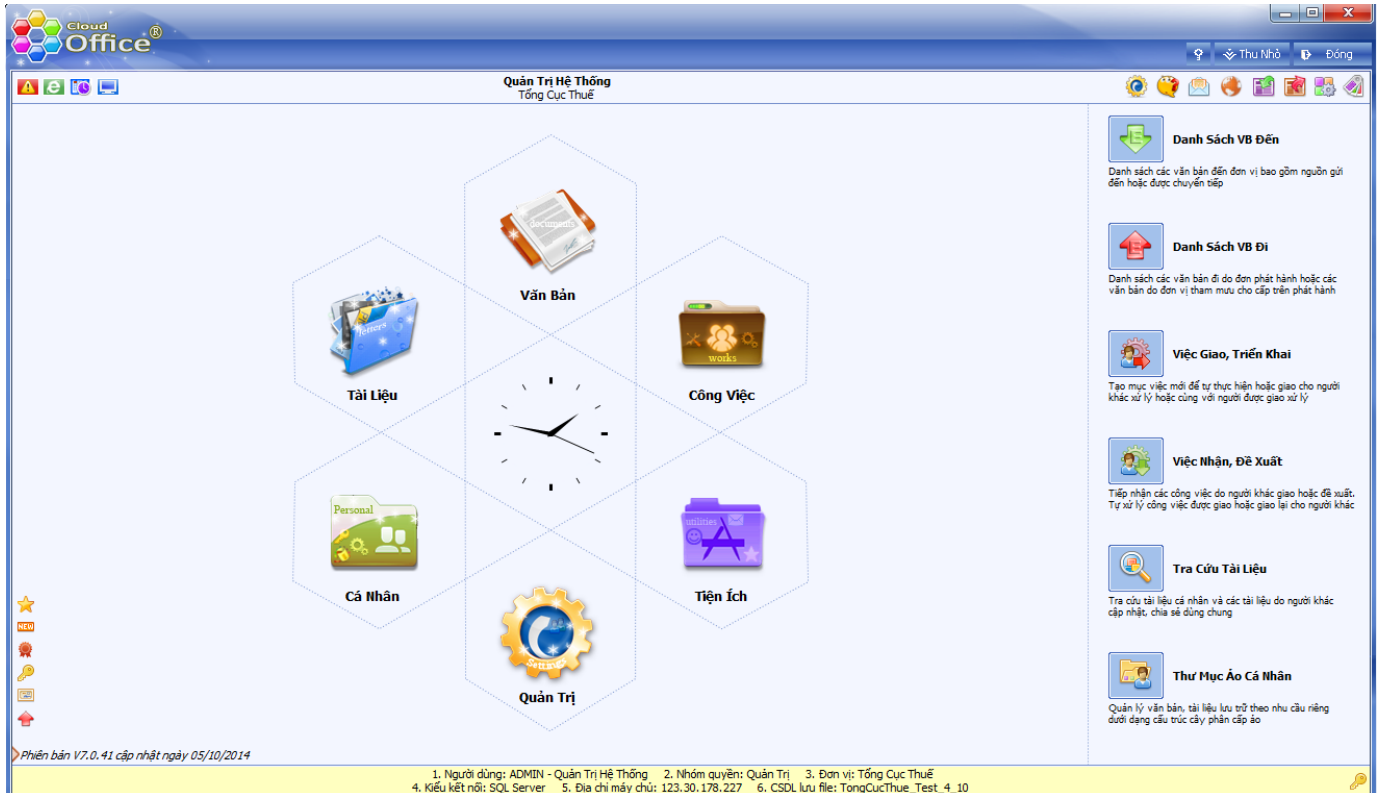 Cloud
Office®
Thu Nhỏ Đóng
Quản Trị Hệ Thống
Tổng Cục Thuế
documents
Văn Bản
letters
Tài Liệu
works
Công Việc
Personal
Cá Nhân
utilities
Tiện Ích
Settings
Quản Trị
Danh Sách VB Đến
Danh sách các văn bản đến đơn vị bao gồm nguồn gửi
đến hoặc được chuyển tiếp
Danh Sách VB Đi
Danh sách các văn bản đi do đơn phát hành hoặc các
văn bản do đơn vị tham mưu cho cấp trên phát hành
Việc Giao, Triển Khai
Tạo mục việc mới để tự thực hiện hoặc giao cho người
khác xử lý hoặc cùng với người được giao xử lý
Việc Nhận, Đề Xuất
Tiếp nhận các công việc do người khác giao hoặc đề xuất.
Tự xử lý công việc được giao hoặc giao lại cho người khác
Tra Cứu Tài Liệu
Tra cứu tài liệu cá nhân và các tài liệu do người khác
cập nhật, chia sẻ dùng chung
Thư Mục Ảo Cá Nhân
Quản lý văn bản, tài liệu lưu trữ theo nhu cầu riêng
dưới dạng cấu trúc cây phân cấp ảo
NEW
Phiên bản V7.0.41 cập nhật ngày 05/10/2014
1. Người dùng: ADMIN - Quản Trị Hệ Thống 2. Nhóm quyền: Quản Trị 3. Đơn vị: Tổng Cục Thuế
4. Kiểu kết nối: SQL Server 5. Địa chỉ máy chủ: 123.30.178.227 6. CSDL lưu file: TongCucThue_Test_4_10